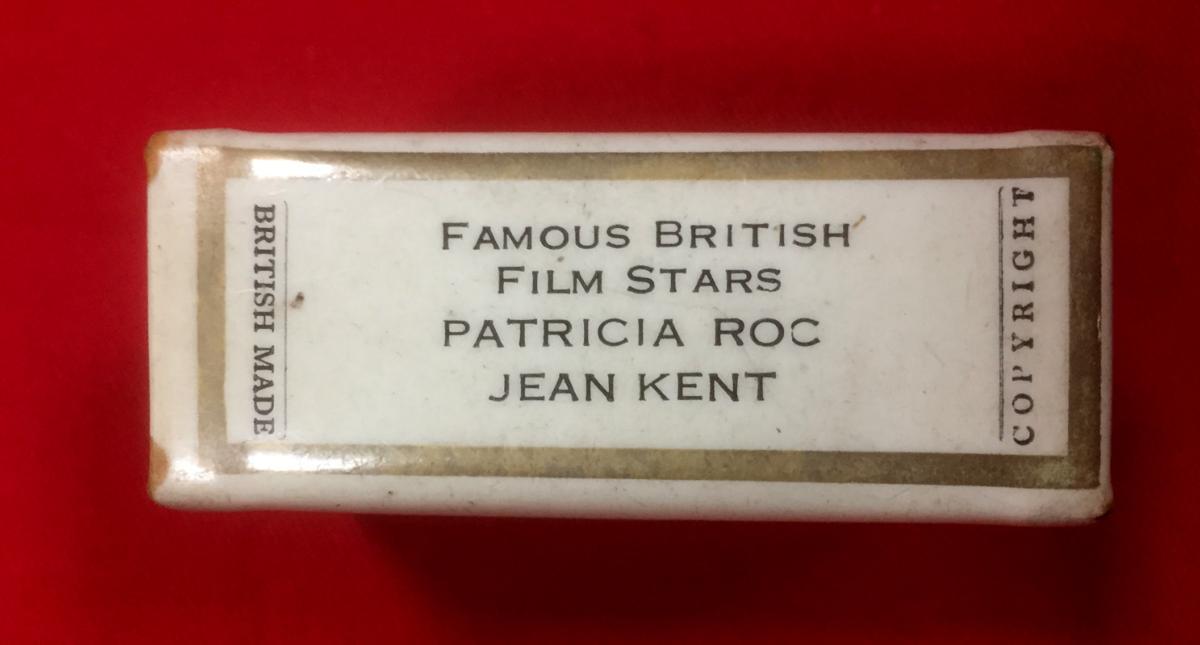 BRITISH MADE
FAMOUS BRITISH
FILM STARS
PATRICIA ROC
JEAN KENT
COPYRIGHT